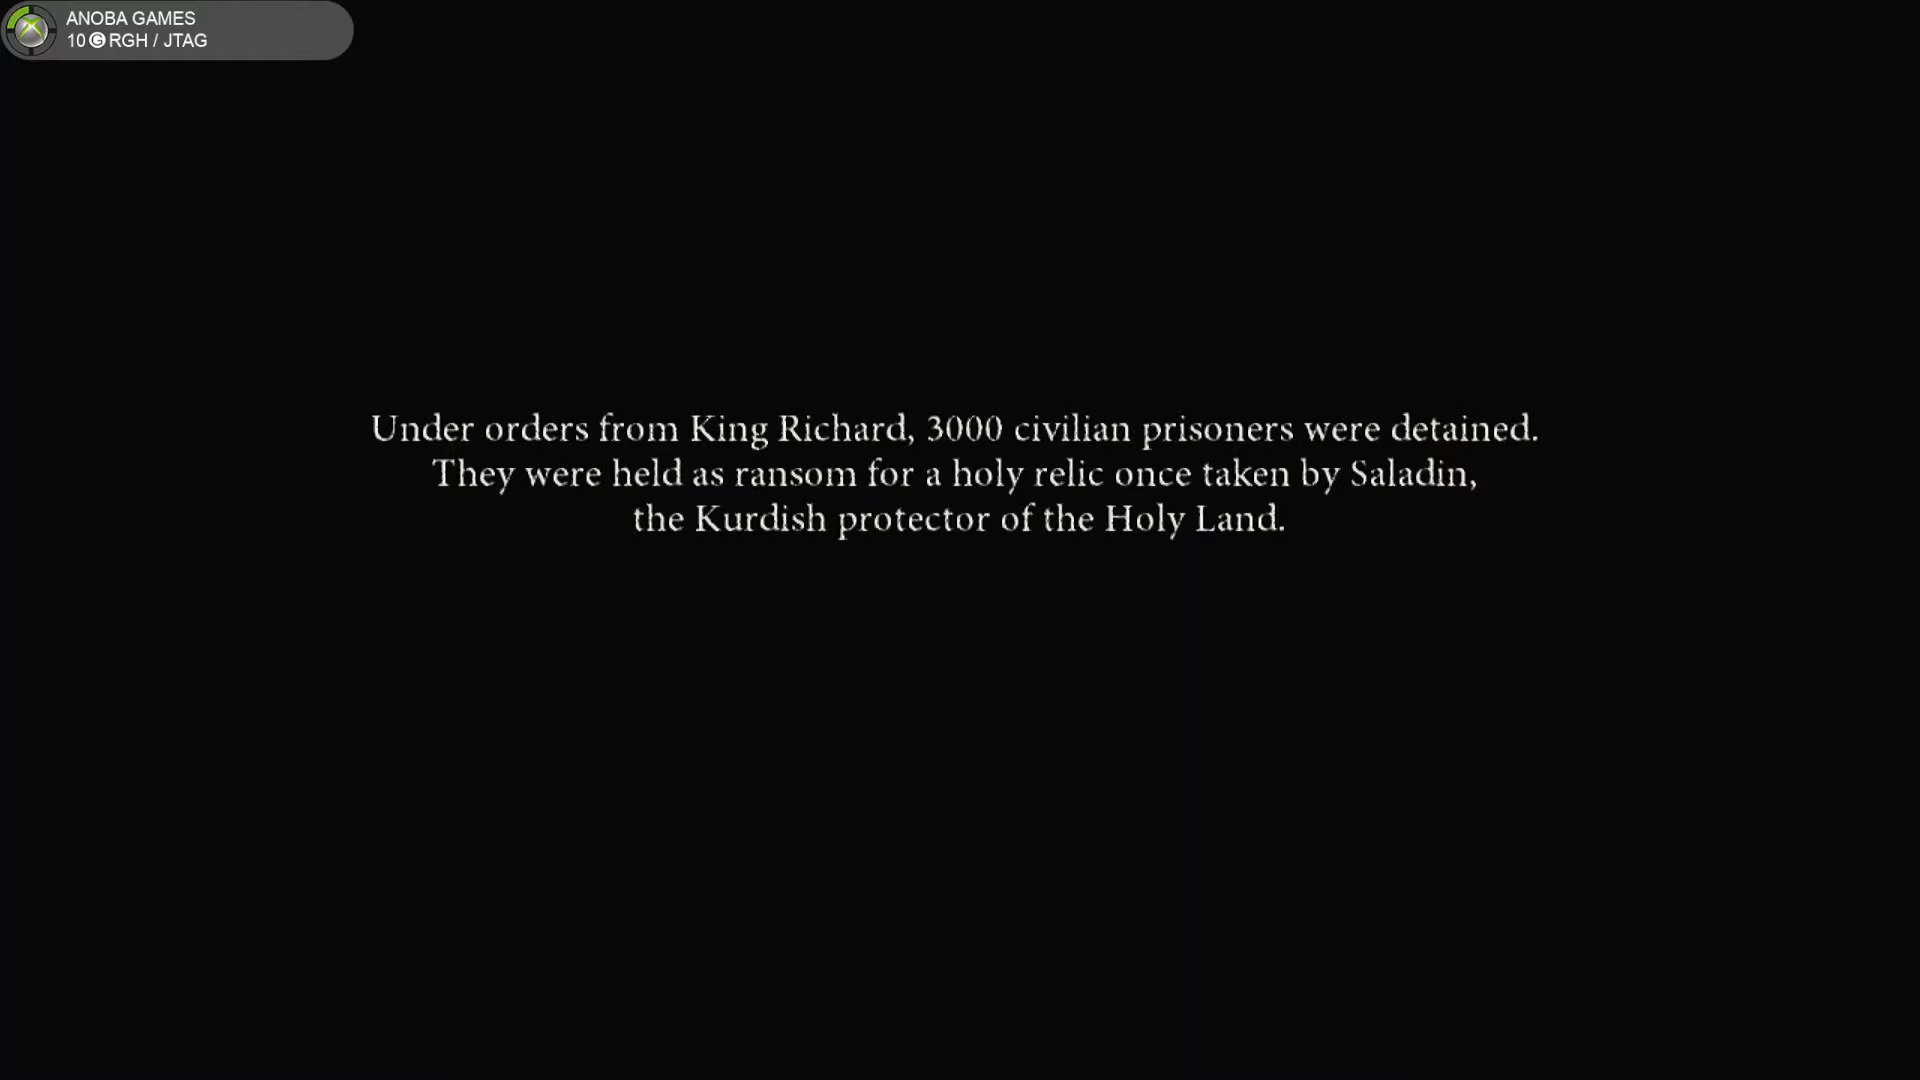 ANOBA GAMES
10 G RGH / JTAG
Under orders from King Richard, 3000 civilian prisoners were detained.
They were held as ransom for a holy relic once taken by Saladin,
the Kurdish protector of the Holy Land.